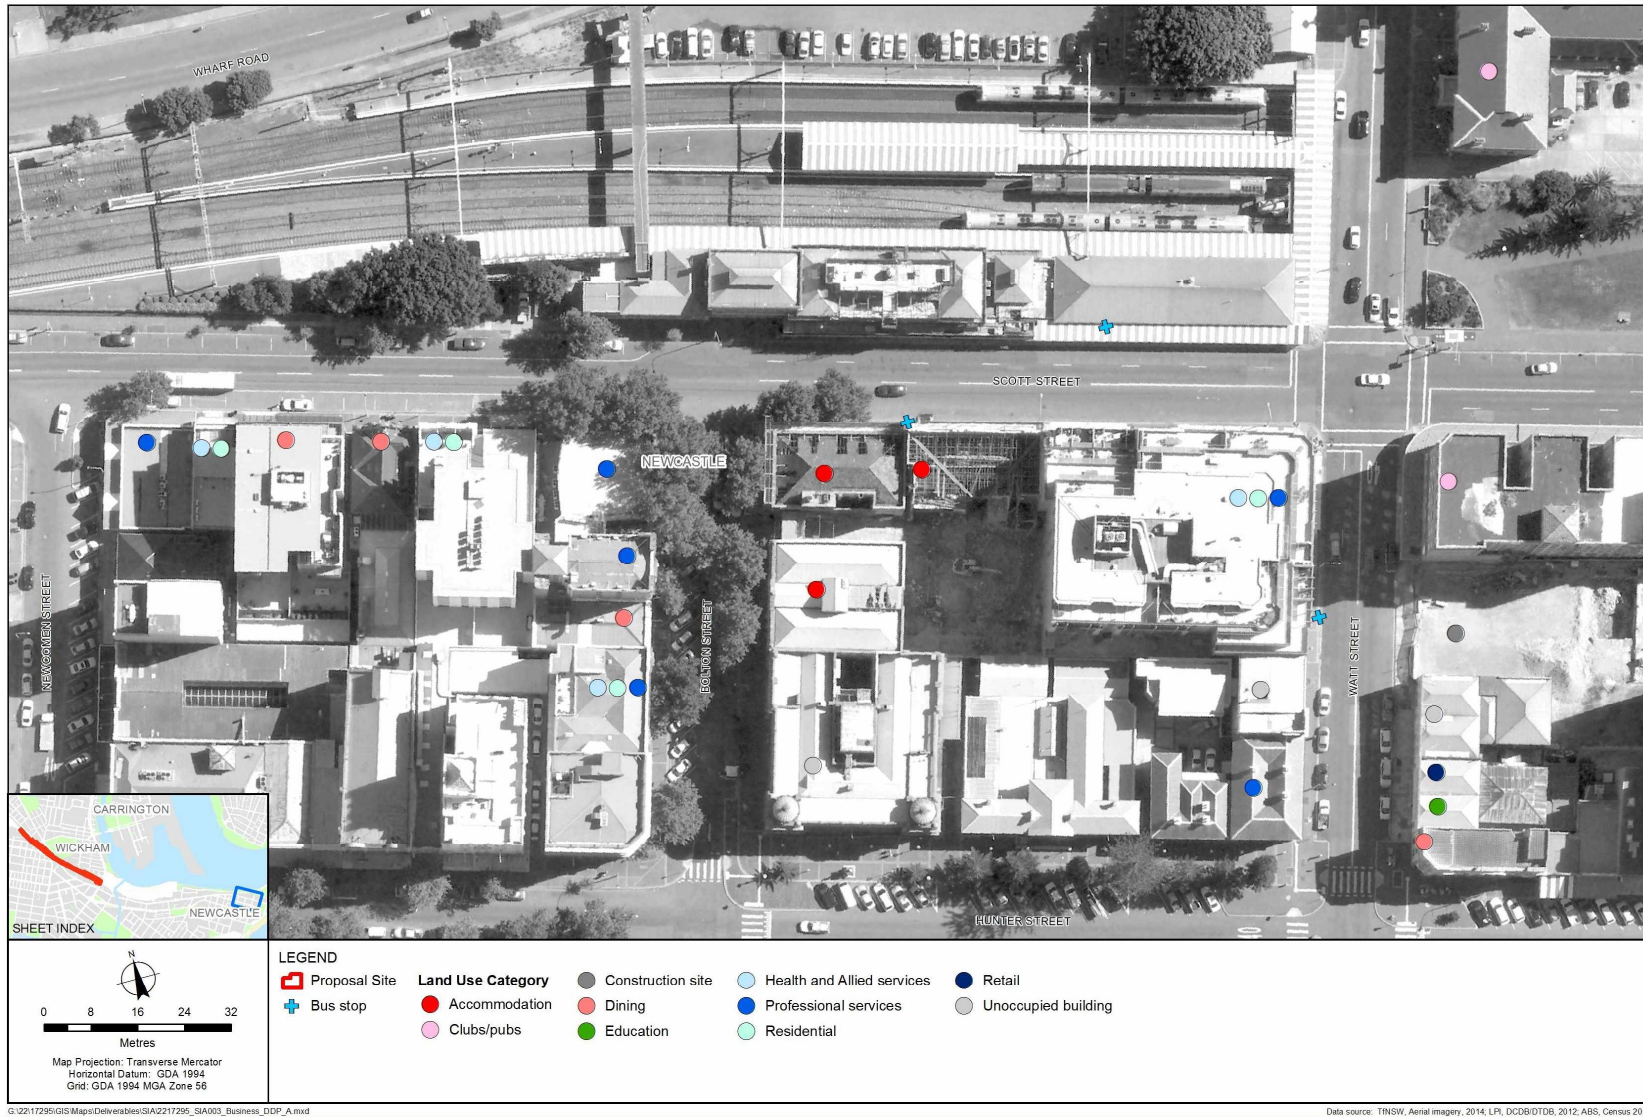 WHARF ROAD
SCOTT STREET
NEWCASTLE
NEWCOMEN STREET
BOLTON STREET
WATT STREET
HUNTER STREET
CARRINGTON
WICKHAM
NEWCASTLE
SHEET INDEX
N
0 8 16 24 32
Metres
Map Projection: Transverse Mercator
Horizontal Datum: GDA 1994
Grid: GDA 1994 MGA Zone 56
LEGEND
Proposal Site
Bus stop
Land Use Category
Accommodation
Clubs/pubs
Construction site
Dining
Education
Health and Allied services
Professional services
Residential
Retail
Unoccupied building
G:\22\17295\GIS\Maps\Deliverables\SIA\2217295_SIA003_Business_DDP_A.mxd
Data source: TfNSW, Aerial imagery, 2014; LPI, DCDB/DTDB, 2012; ABS, Census 20